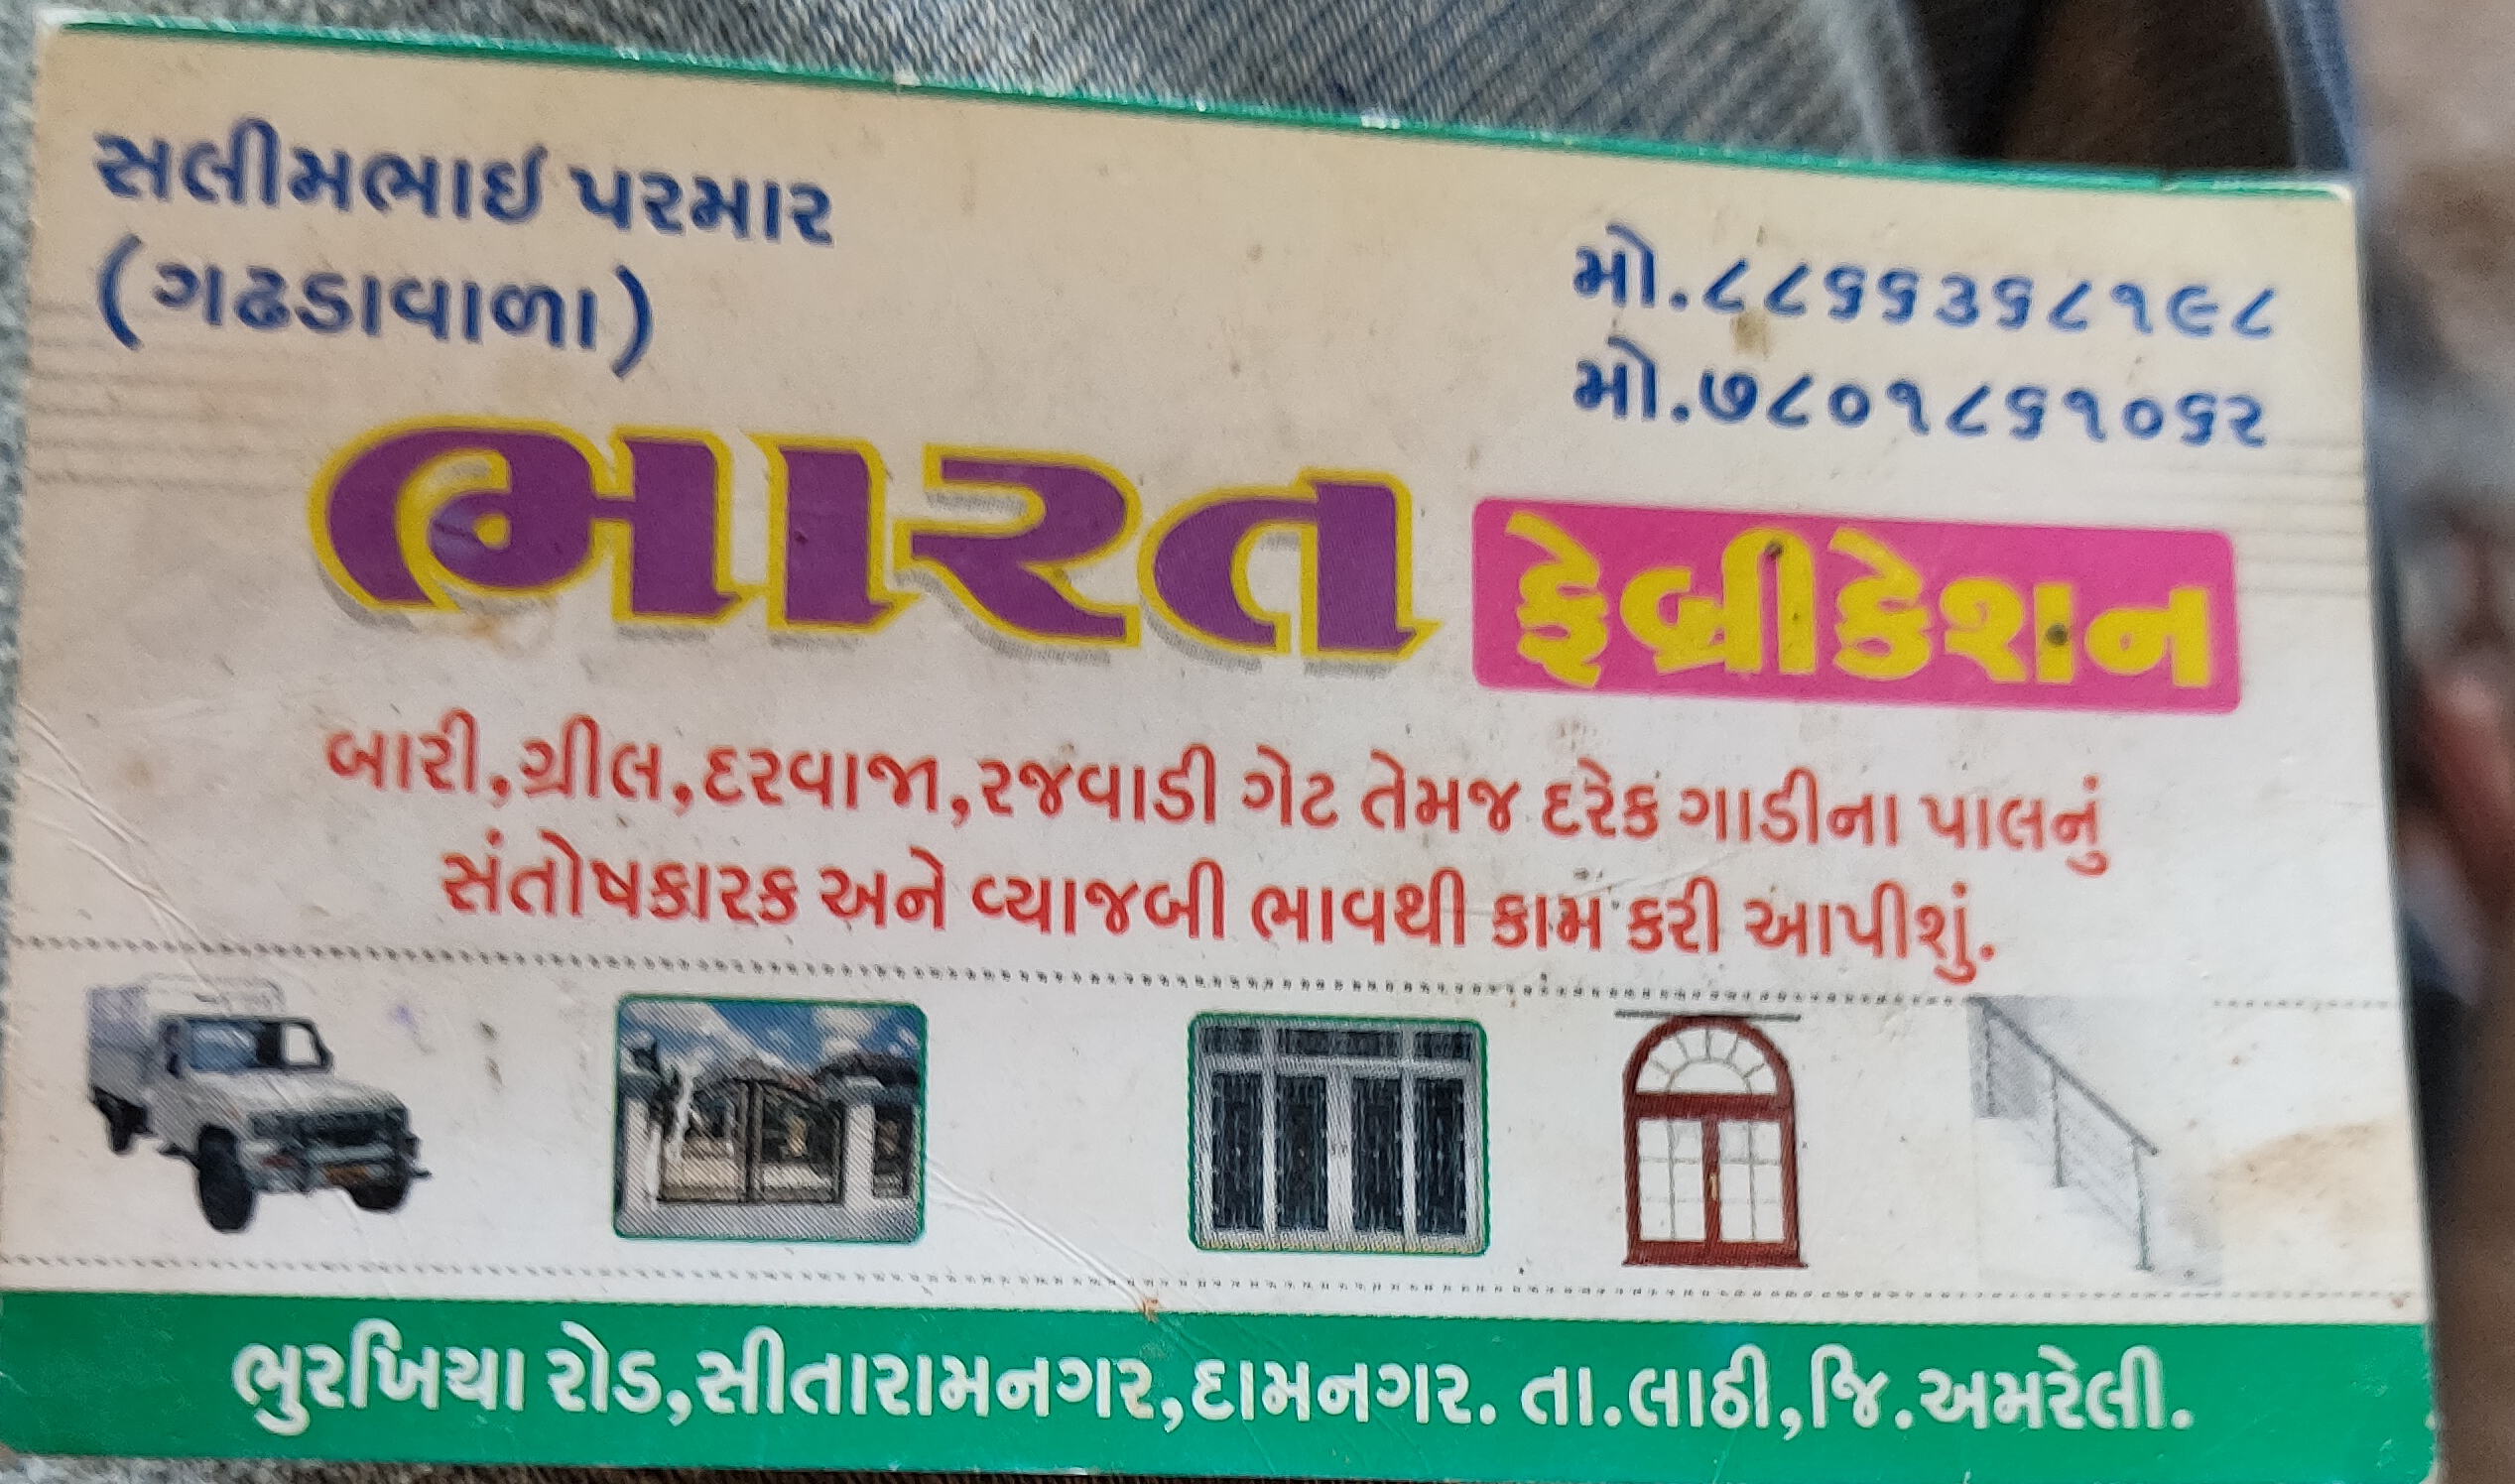 સલીમભાઈ પરમાર
(ગઢડાવાળા)
મો.૮૮૬૬૩૬૮૧૯૮
મો.૭૮૦૧૮૬૧૦૬૨
ભારત ફેબ્રીકેશન
બારી,ગ્રીલ,દરવાજા,રજવાડી ગેટ તેમજ દરેક ગાડીના પાલનું
સંતોષકારક અને વ્યાજબી ભાવથી કામ કરી આપીશું.
ભુરખિયા રોડ,સીતારામનગર,દામનગર. તા.લાઠી,જિ.અમરેલી.